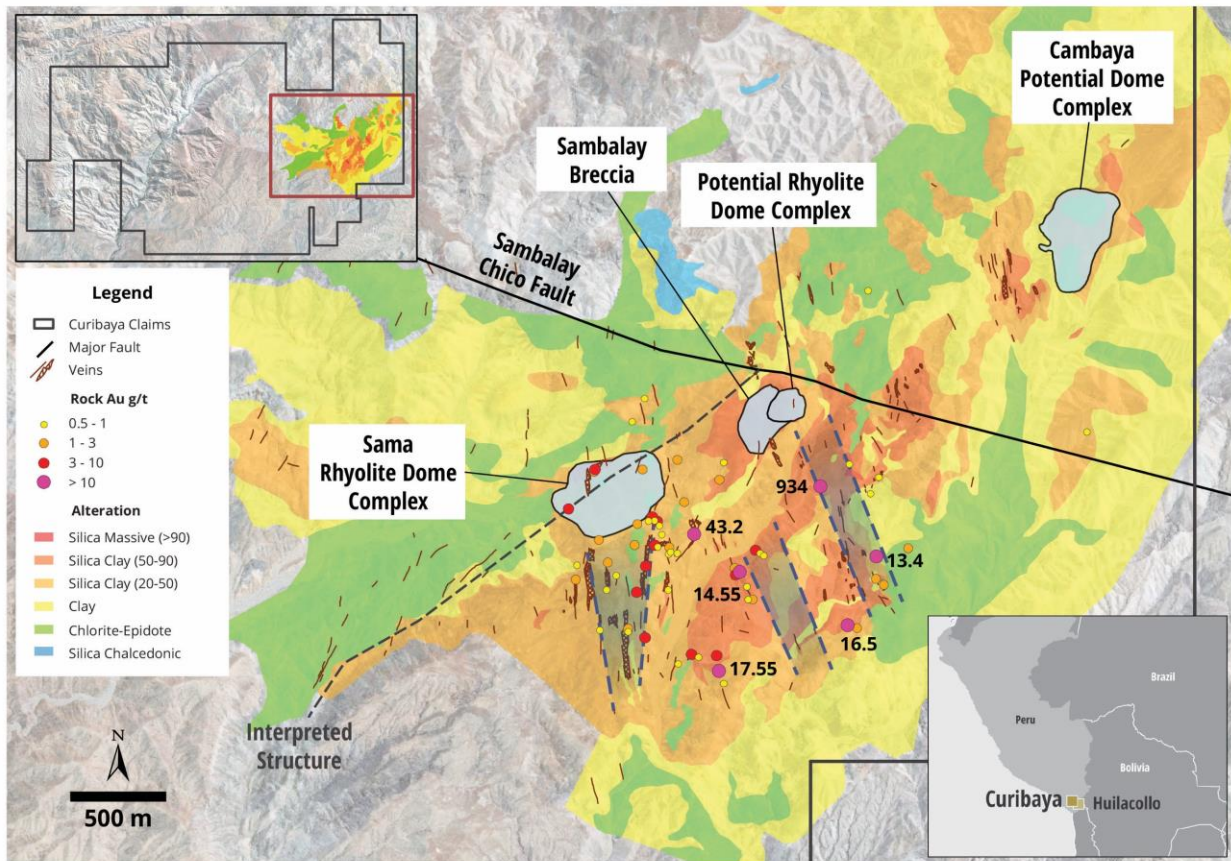 Cambaya
Potential Dome
Complex
Sambalay
Breccia
Potential Rhyolite
Dome Complex
Sambalay
Chico Fault
Legend
Curibaya Claims
Major Fault
Veins
Rock Au g/t
0.5 - 1
1 - 3
3 - 10
> 10
Alteration
Silica Massive (>90)
Silica Clay (50-90)
Silica Clay (20-50)
Clay
Chlorite-Epidote
Silica Chalcedonic
Sama
Rhyolite Dome
Complex
934
43.2
13.4
14.55
16.5
17.55
Interpreted
Structure
N
500 m
Brazil
Peru
Bolivia
Curibaya
Huilacollo